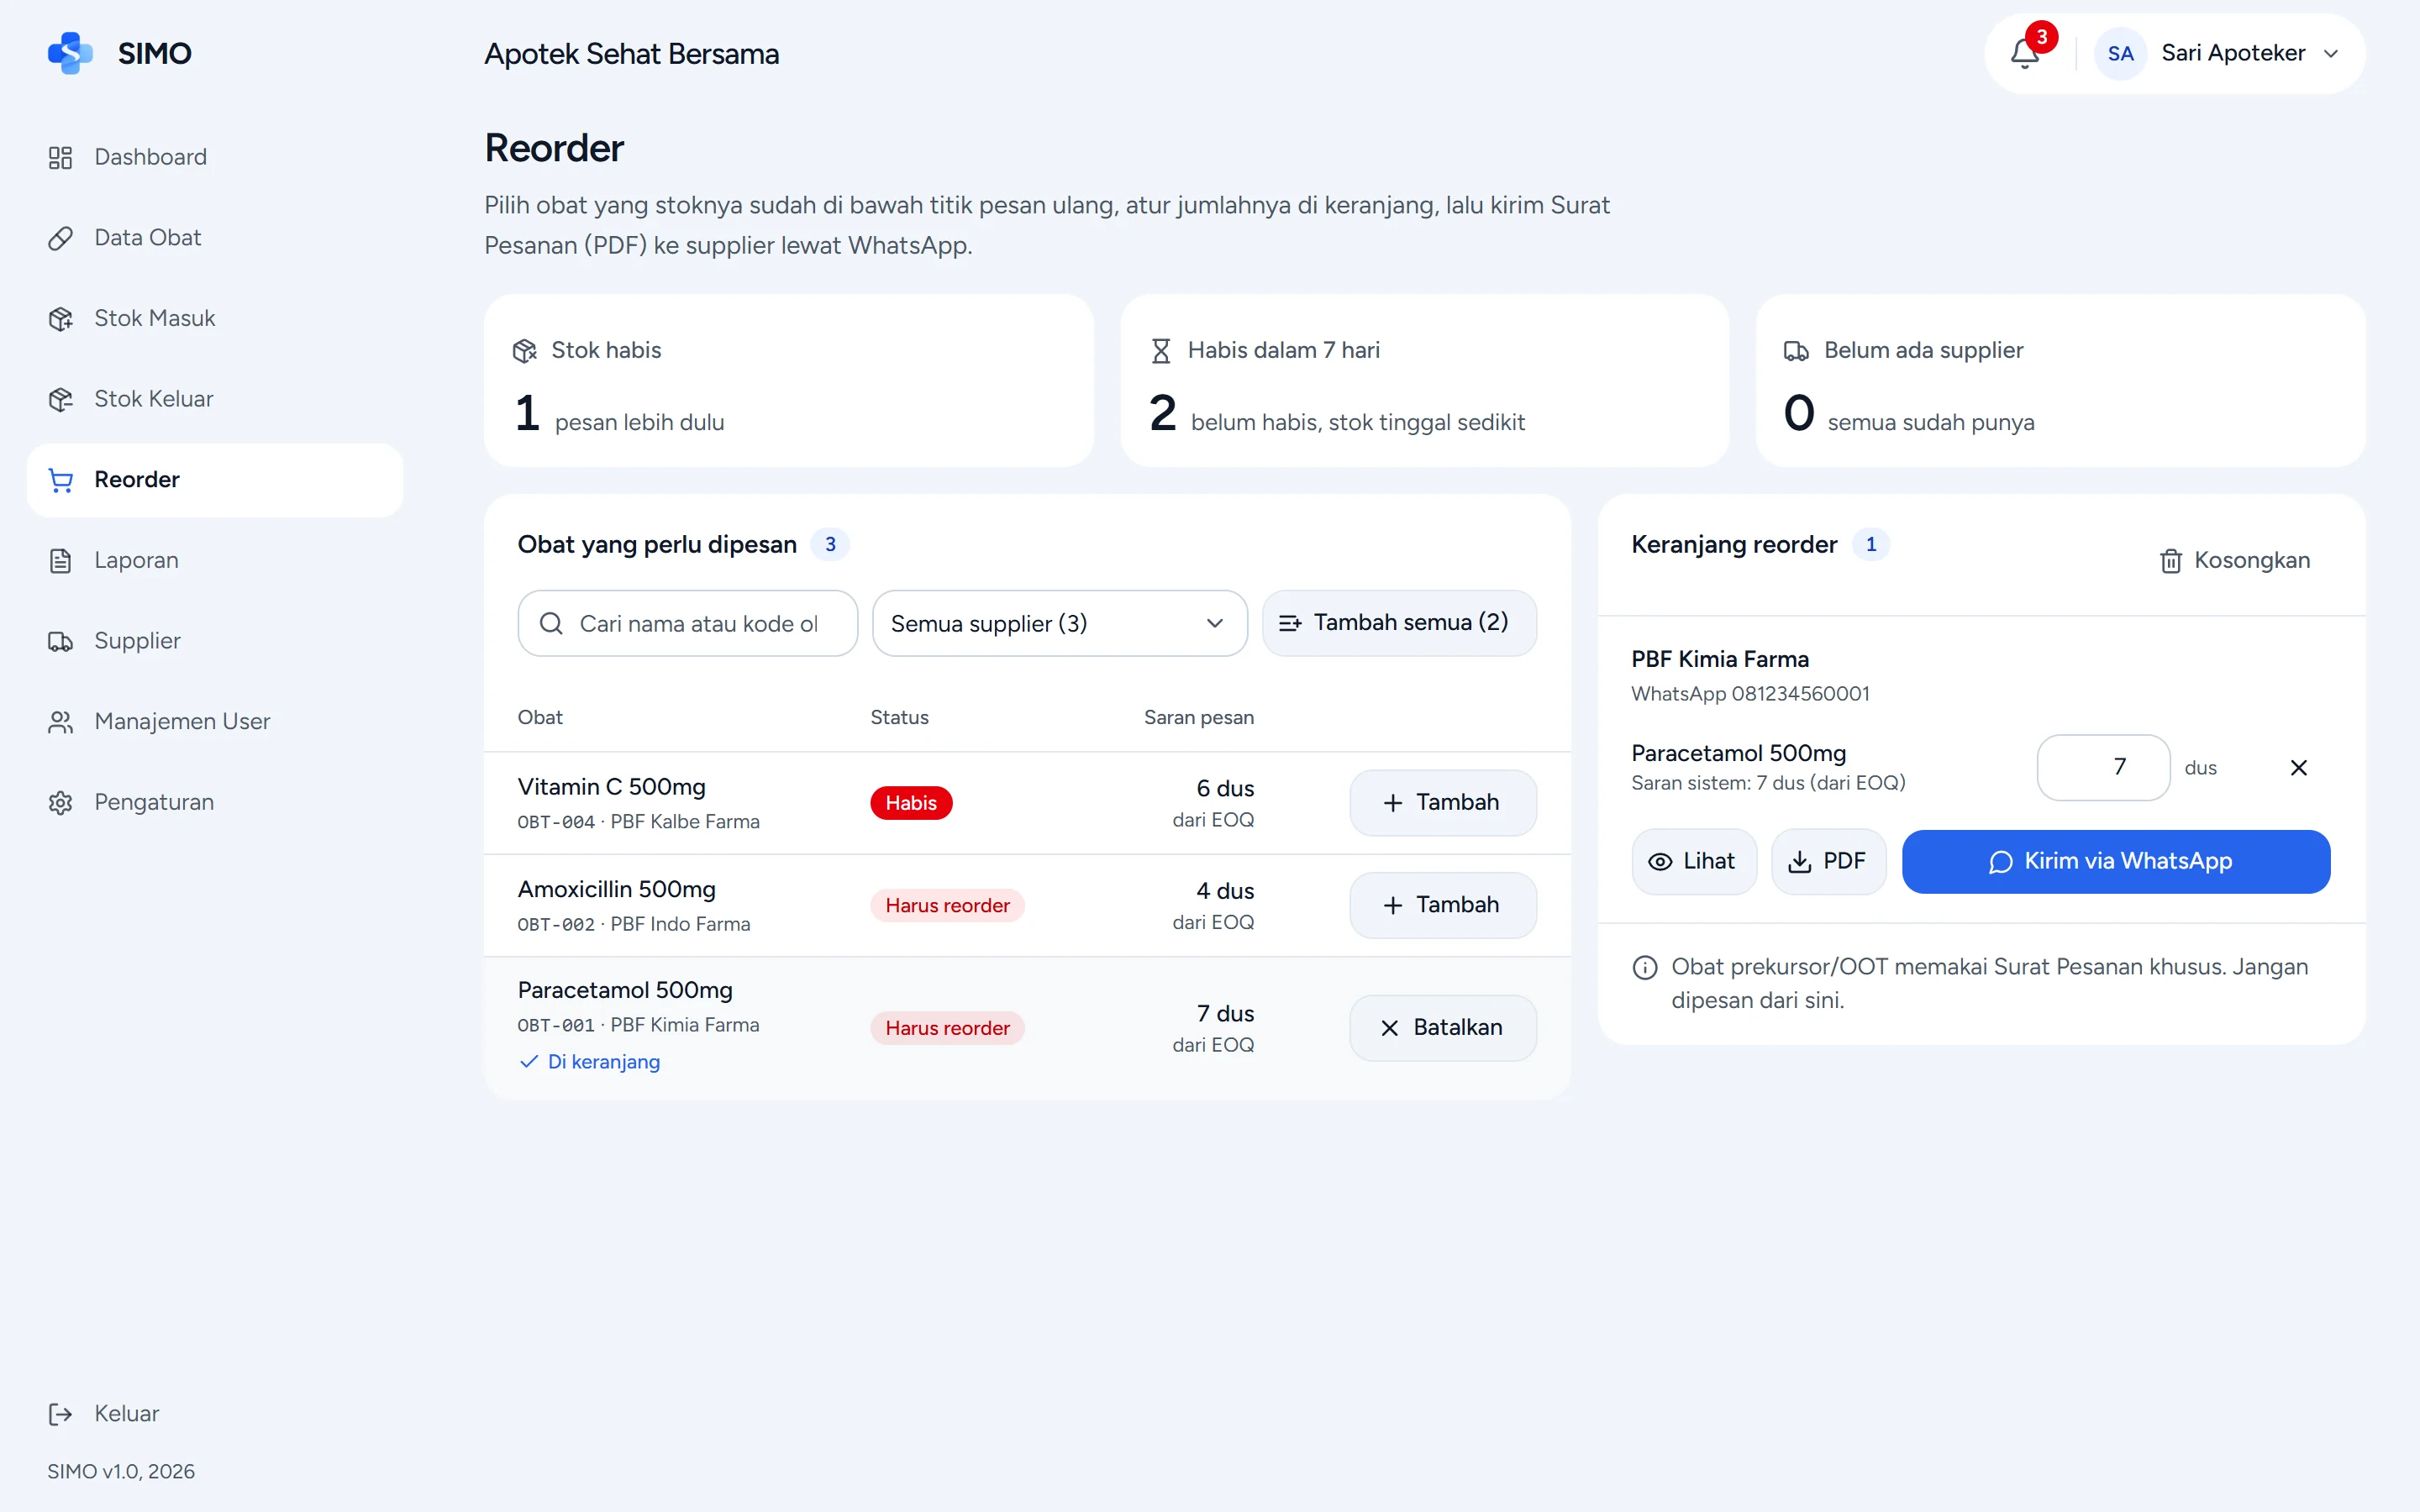 SIMO
Apotek Sehat Bersama
3
SA
Sari Apoteker
Dashboard
Data Obat
Stok Masuk
Stok Keluar
Reorder
Laporan
Supplier
Manajemen User
Pengaturan
Keluar
SIMO v1.0, 2026
Reorder
Pilih obat yang stoknya sudah di bawah titik pesan ulang, atur jumlahnya di keranjang, lalu kirim Surat
Pesanan (PDF) ke supplier lewat WhatsApp.
Stok habis
1 pesan lebih dulu
Habis dalam 7 hari
2 belum habis, stok tinggal sedikit
Belum ada supplier
0 semua sudah punya
Obat yang perlu dipesan 3
Cari nama atau kode ol
Semua supplier (3)
Tambah semua (2)
Obat Status Saran pesan
Vitamin C 500mg
OBT-004 · PBF Kalbe Farma
Habis
6 dus
dari EOQ
Tambah
Amoxicillin 500mg
OBT-002 · PBF Indo Farma
Harus reorder
4 dus
dari EOQ
Tambah
Paracetamol 500mg
OBT-001 · PBF Kimia Farma
Di keranjang
Harus reorder
7 dus
dari EOQ
Batalkan
Keranjang reorder 1
Kosongkan
PBF Kimia Farma
WhatsApp 081234560001
Paracetamol 500mg
Saran sistem: 7 dus (dari EOQ)
7 dus
Lihat
PDF
Kirim via WhatsApp
Obat prekursor/OOT memakai Surat Pesanan khusus. Jangan
dipesan dari sini.